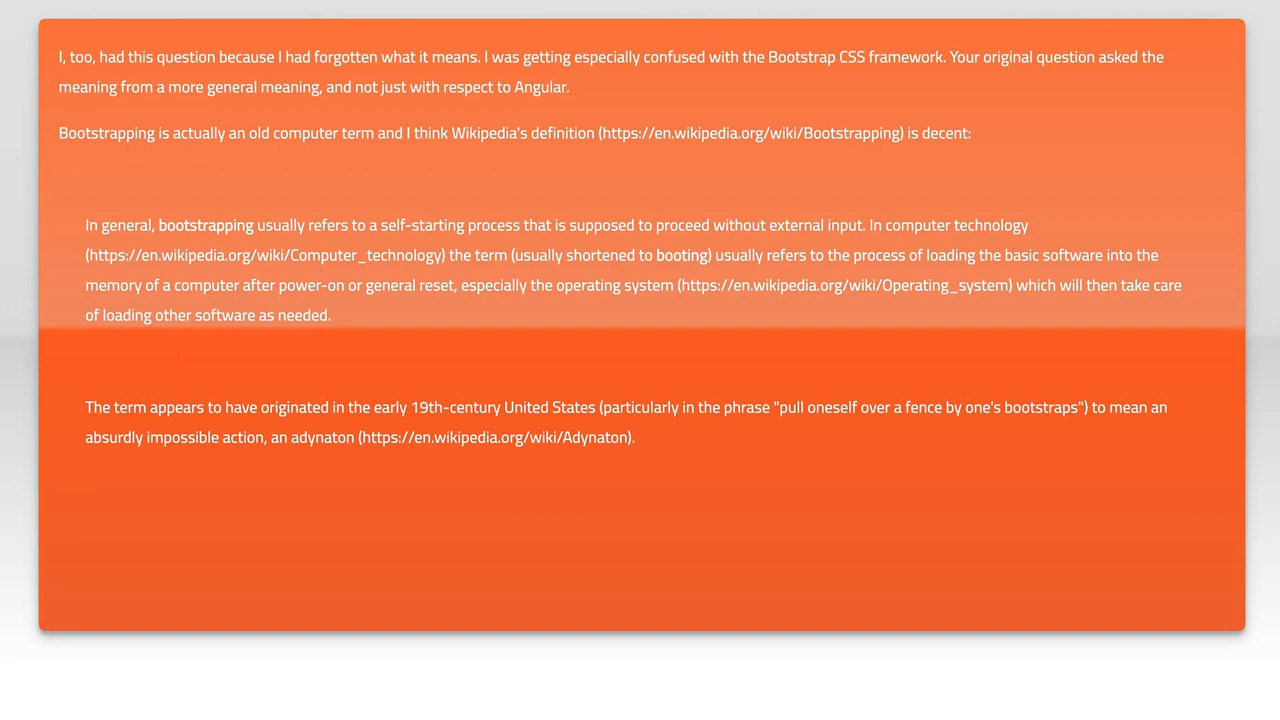 I, too, had this question because I had forgotten what it means. I was getting especially confused with the Bootstrap CSS framework. Your original question asked the
meaning from a more general meaning, and not just with respect to Angular.
Bootstrapping is actually an old computer term and I think Wikipedia's definition (https://en.wikipedia.org/wiki/Bootstrapping) is decent:
In general, bootstrapping usually refers to a self-starting process that is supposed to proceed without external input. In computer technology
(https://en.wikipedia.org/wiki/Computer_technology) the term (usually shortened to booting) usually refers to the process of loading the basic software into the
memory of a computer after power-on or general reset, especially the operating system (https://en.wikipedia.org/wiki/Operating_system) which will then take care
of loading other software as needed.
The term appears to have originated in the early 19th-century United States (particularly in the phrase "pull oneself over a fence by one's bootstraps") to mean an
absurdly impossible action, an adynaton (https://en.wikipedia.org/wiki/Adynaton).